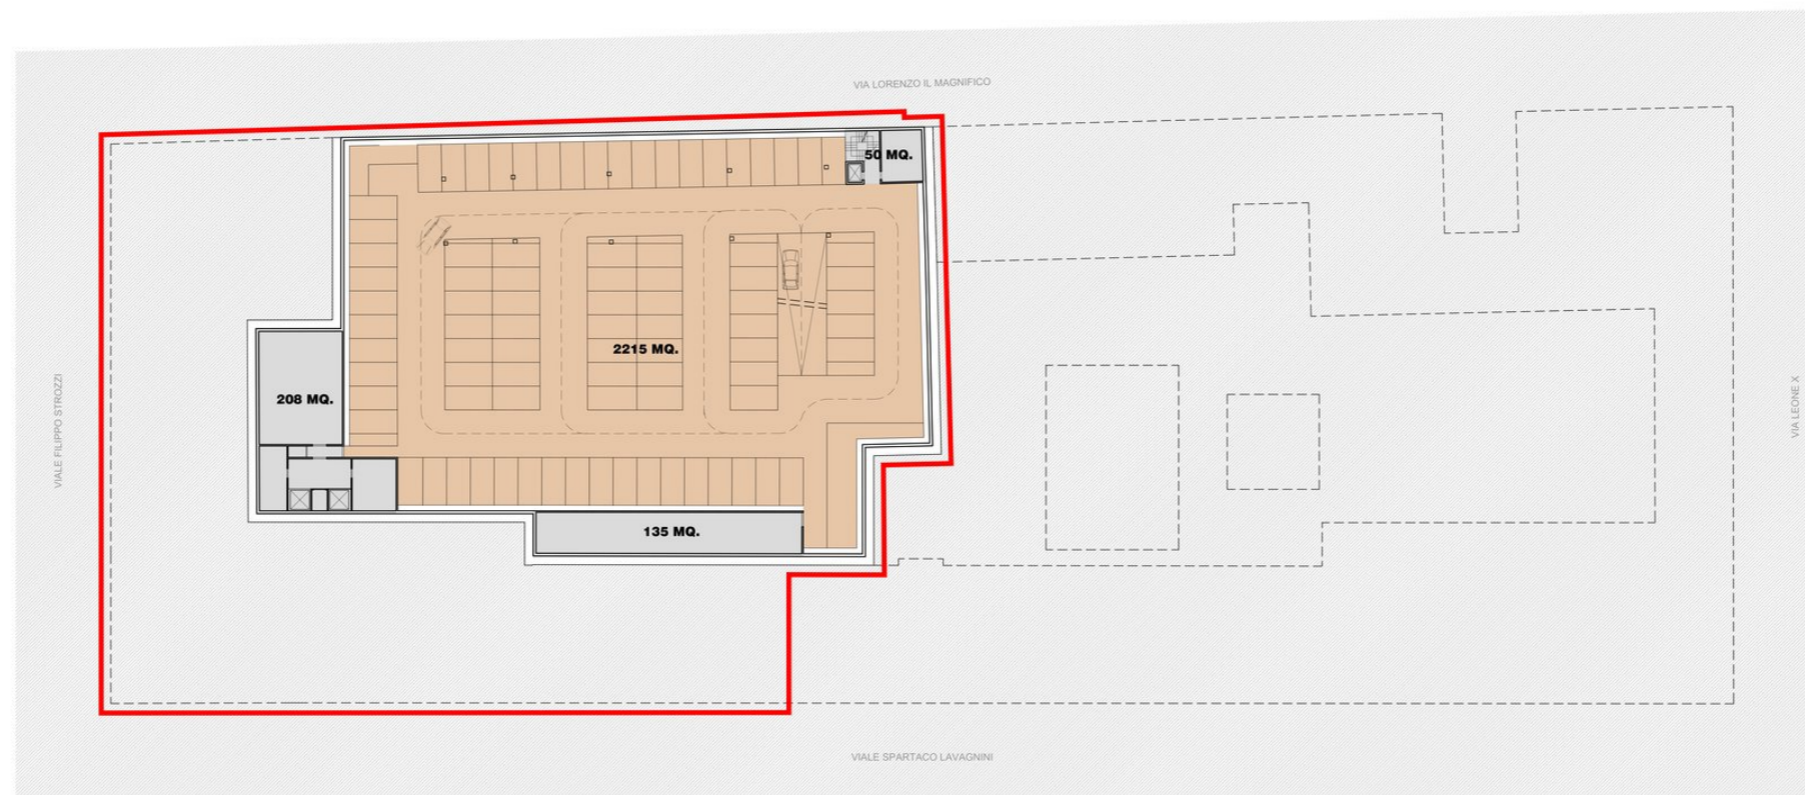 VIA LORENZO IL MAGNIFICO
50 MQ.
2215 MQ.
208 MQ.
VIALE FILIPPO STROZZI
VIA LEONE X
135 MQ.
VIALE SPARTACO LAVAGNINI